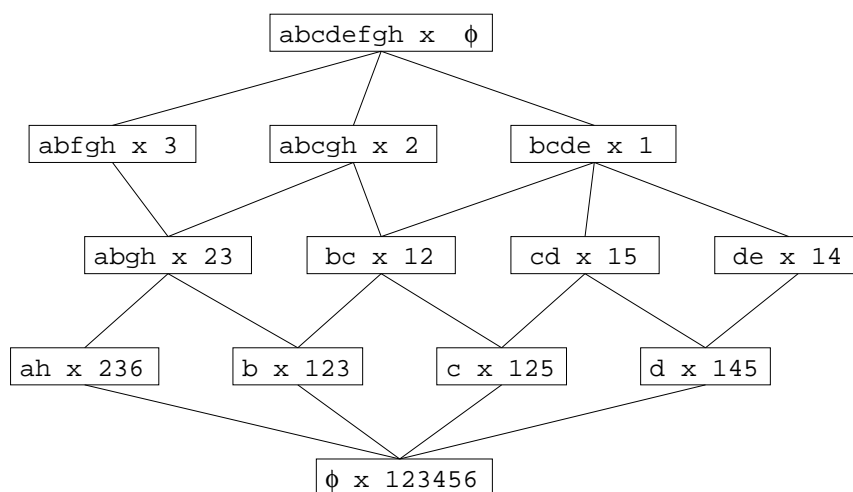 abcdefgh x ϕ
abfgh x 3
abcgh x 2
bcde x 1
abgh x 23
bc x 12
cd x 15
de x 14
ah x 236
b x 123
c x 125
d x 145
ϕ x 123456